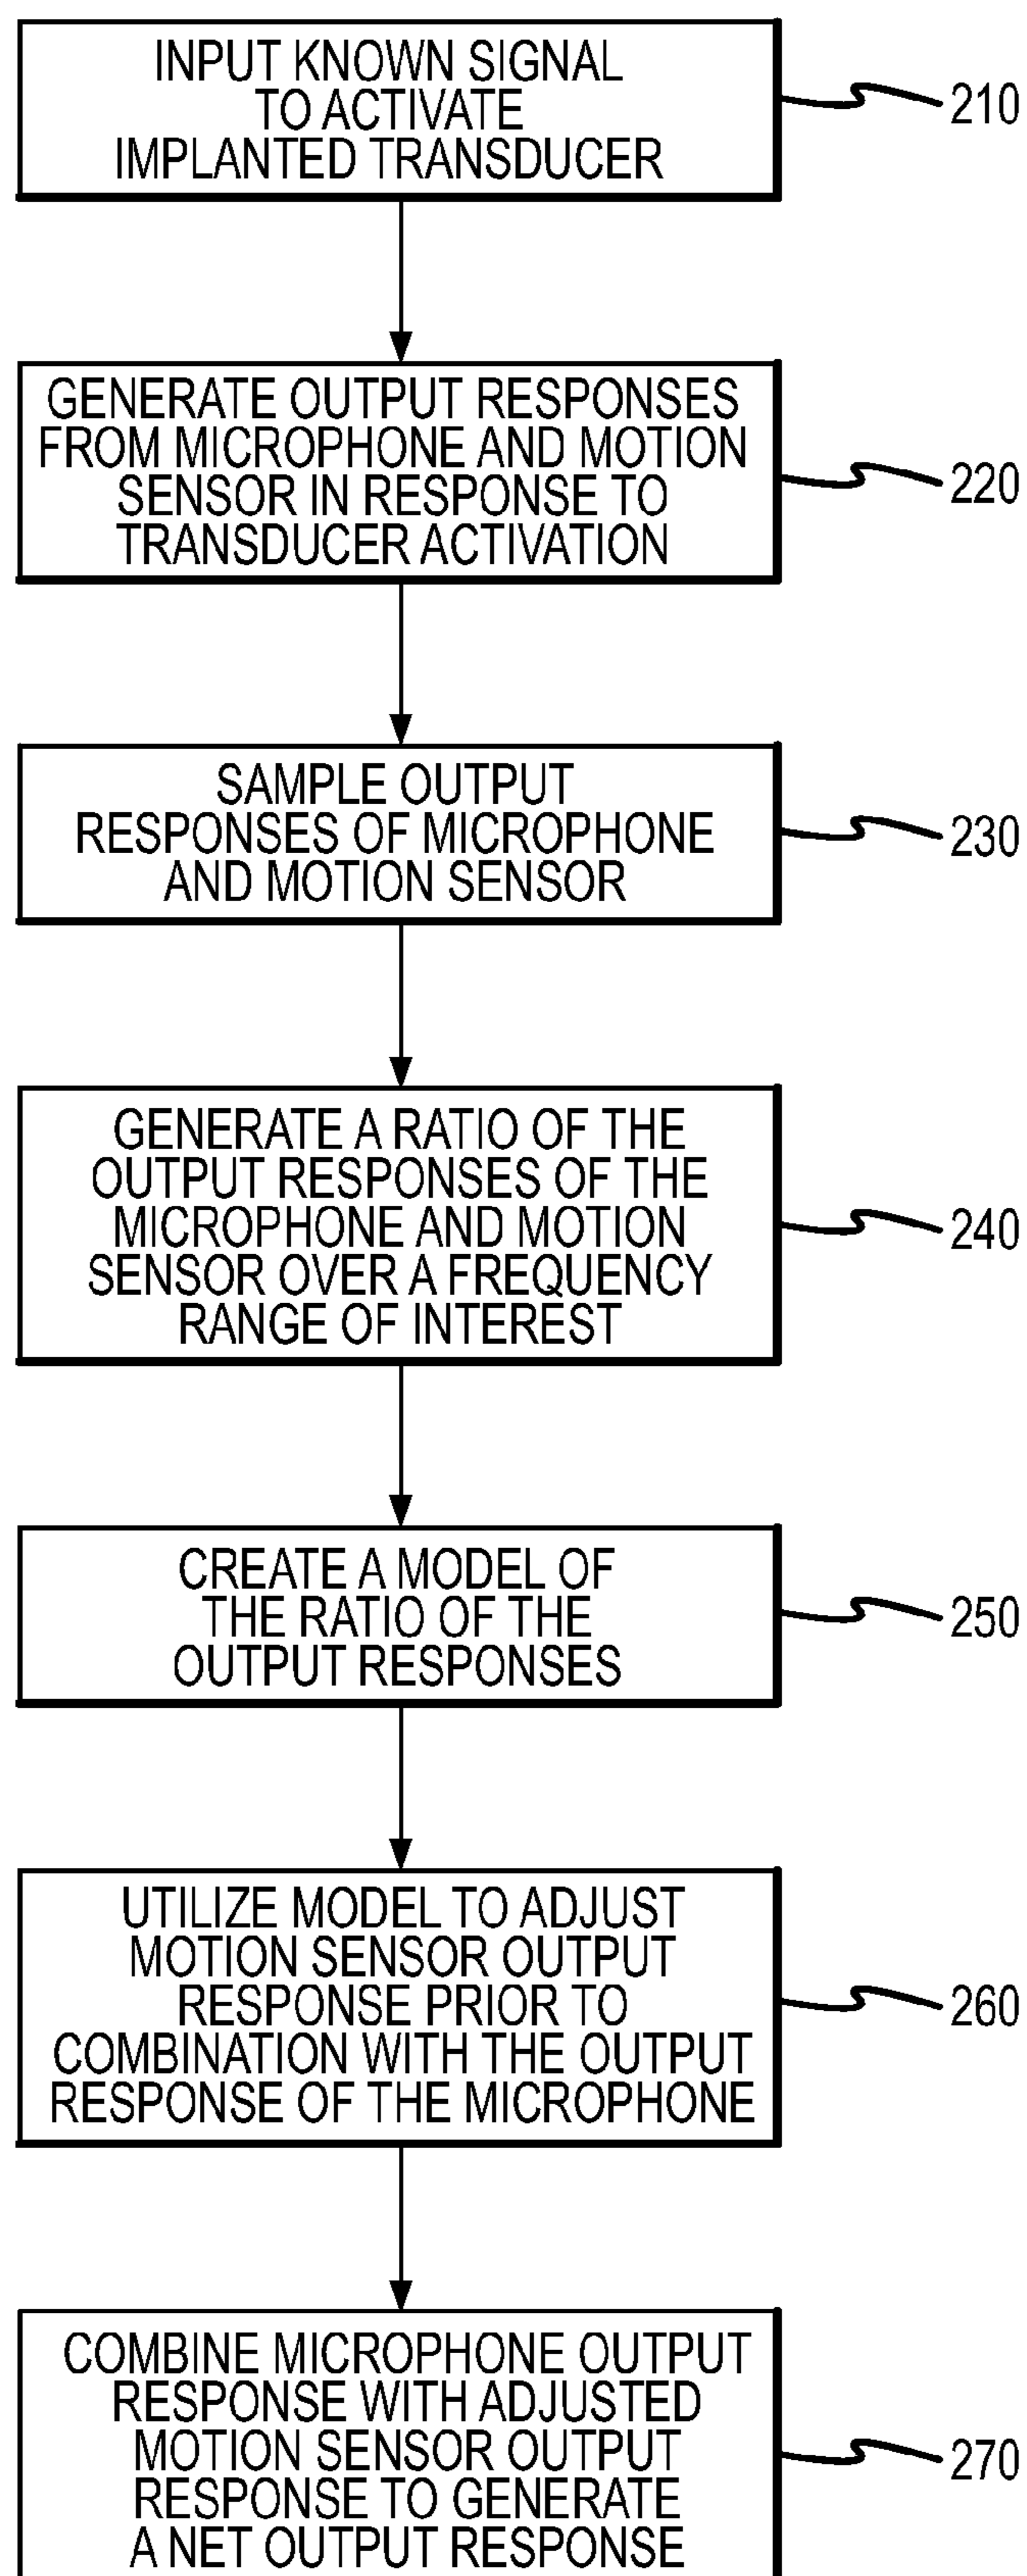 INPUT KNOWN SIGNAL
TO ACTIVATE
IMPLANTED TRANSDUCER
210
GENERATE OUTPUT RESPONSES
FROM MICROPHONE AND MOTION
SENSOR IN RESPONSE TO
TRANSDUCER ACTIVATION
220
SAMPLE OUTPUT
RESPONSES OF MICROPHONE
AND MOTION SENSOR
230
GENERATE A RATIO OF THE
OUTPUT RESPONSES OF THE
MICROPHONE AND MOTION
SENSOR OVER A FREQUENCY
RANGE OF INTEREST
240
CREATE A MODEL OF
THE RATIO OF THE
OUTPUT RESPONSES
250
UTILIZE MODEL TO ADJUST
MOTION SENSOR OUTPUT
RESPONSE PRIOR TO
COMBINATION WITH THE OUTPUT
RESPONSE OF THE MICROPHONE
260
COMBINE MICROPHONE OUTPUT
RESPONSE WITH ADJUSTED
MOTION SENSOR OUTPUT
RESPONSE TO GENERATE
A NET OUTPUT RESPONSE
270